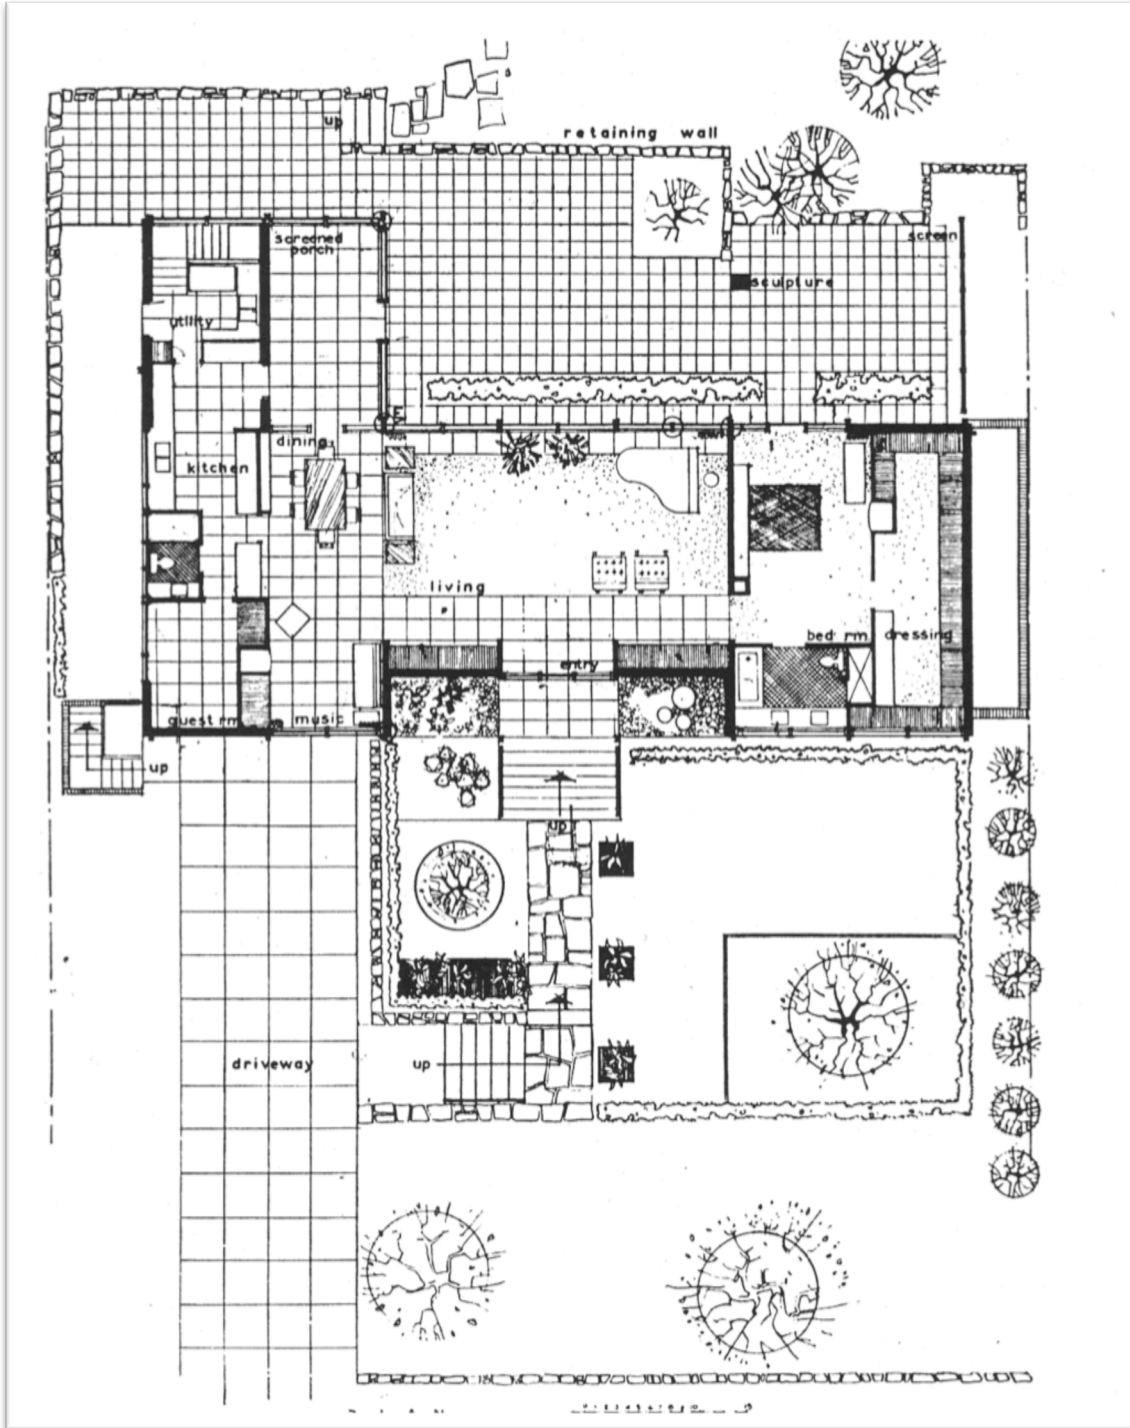 retaining wall
up
screen
screened
porch
sculpture
utility
dining
kitchen
living
bed rm
dressing
entry
guest rm
music
up
up
driveway
up